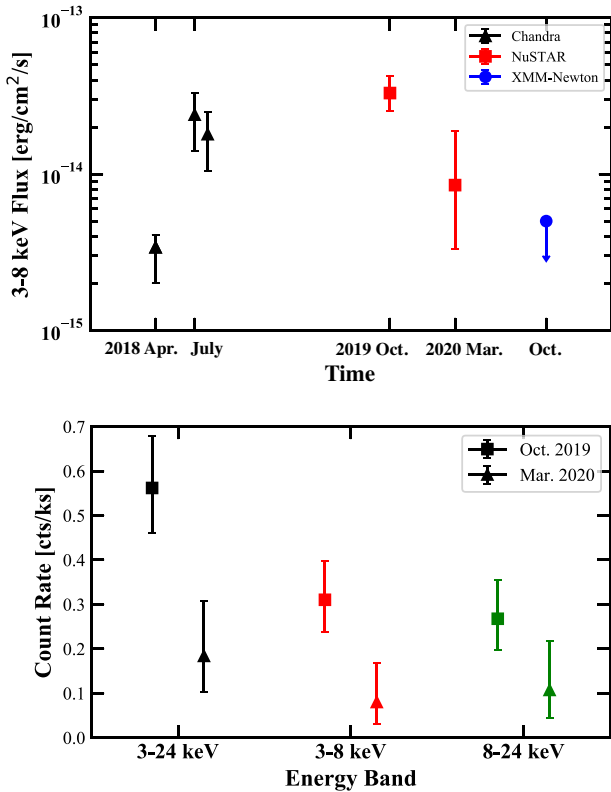 10⁻¹³
10⁻¹⁴
10⁻¹⁵
3-8 keV Flux [erg/cm²/s]
Chandra
NuSTAR
XMM-Newton
2018 Apr. July 2019 Oct. 2020 Mar. Oct.
Time
0.7
0.6
0.5
0.4
0.3
0.2
0.1
0.0
Count Rate [cts/ks]
Oct. 2019
Mar. 2020
3-24 keV 3-8 keV 8-24 keV
Energy Band